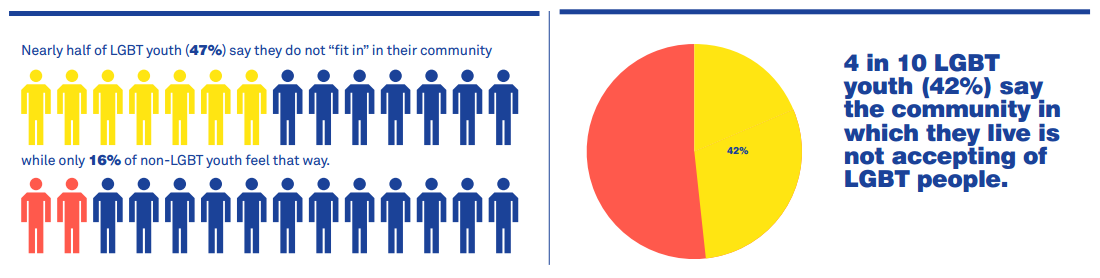 Nearly half of LGBT youth (47%) say they do not “fit in” in their community
while only 16% of non-LGBT youth feel that way.
42%
4 in 10 LGBT
youth (42%) say
the community in
which they live is
not accepting of
LGBT people.